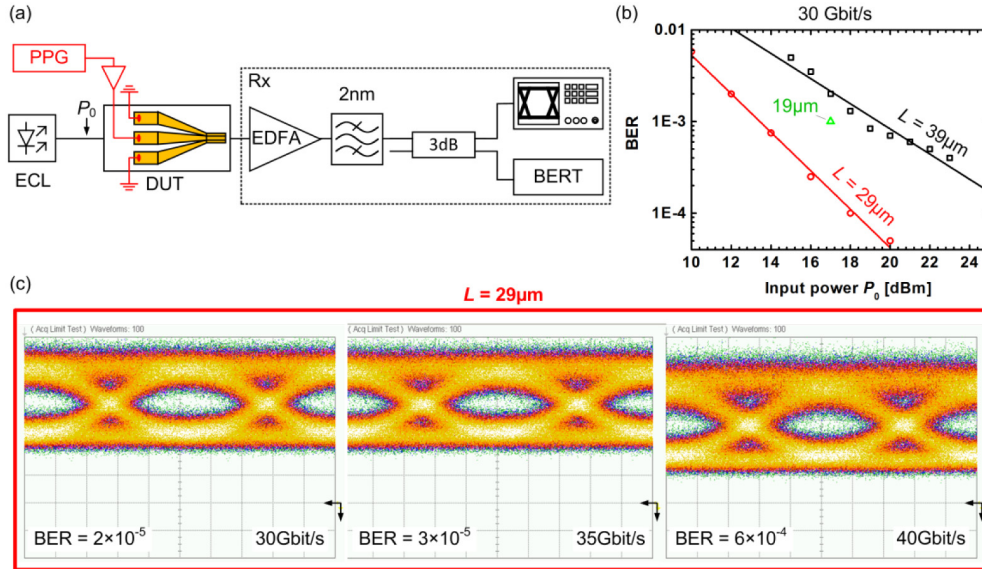 (a)
PPG
P0
ECL
DUT
Rx
EDFA
2nm
3dB
BERT
(b)
30 Gbit/s
0.01
1E-3
1E-4
BER
19µm
L = 39µm
L = 29µm
10 12 14 16 18 20 22 24
Input power P0 [dBm]
(c)
L = 29µm
( Acq Limit Test ) Waveforms: 100
BER = 2×10⁻⁵
30Gbit/s
( Acq Limit Test ) Waveforms: 100
BER = 3×10⁻⁵
35Gbit/s
( Acq Limit Test ) Waveforms: 100
BER = 6×10⁻⁴
40Gbit/s